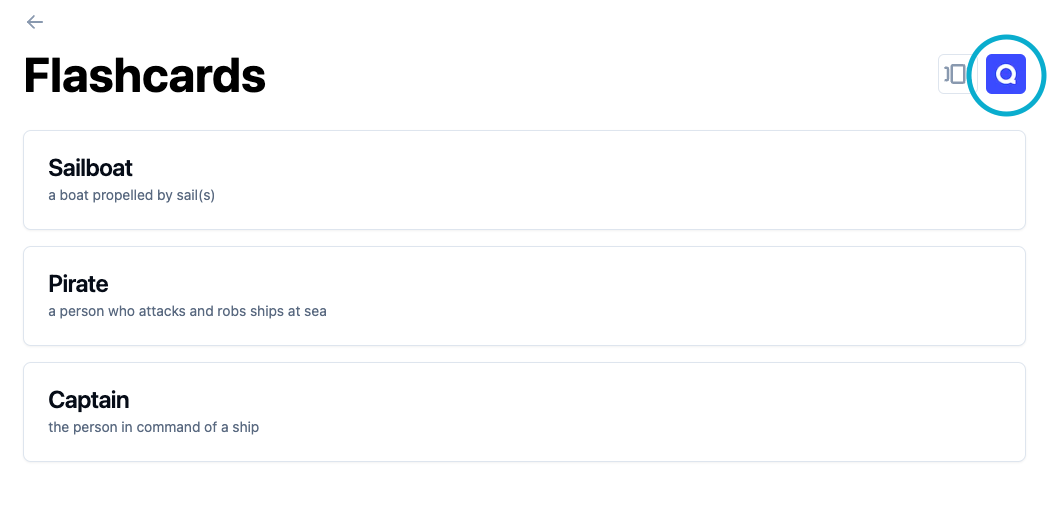 Flashcards
Sailboat
a boat propelled by sail(s)
Pirate
a person who attacks and robs ships at sea
Captain
the person in command of a ship